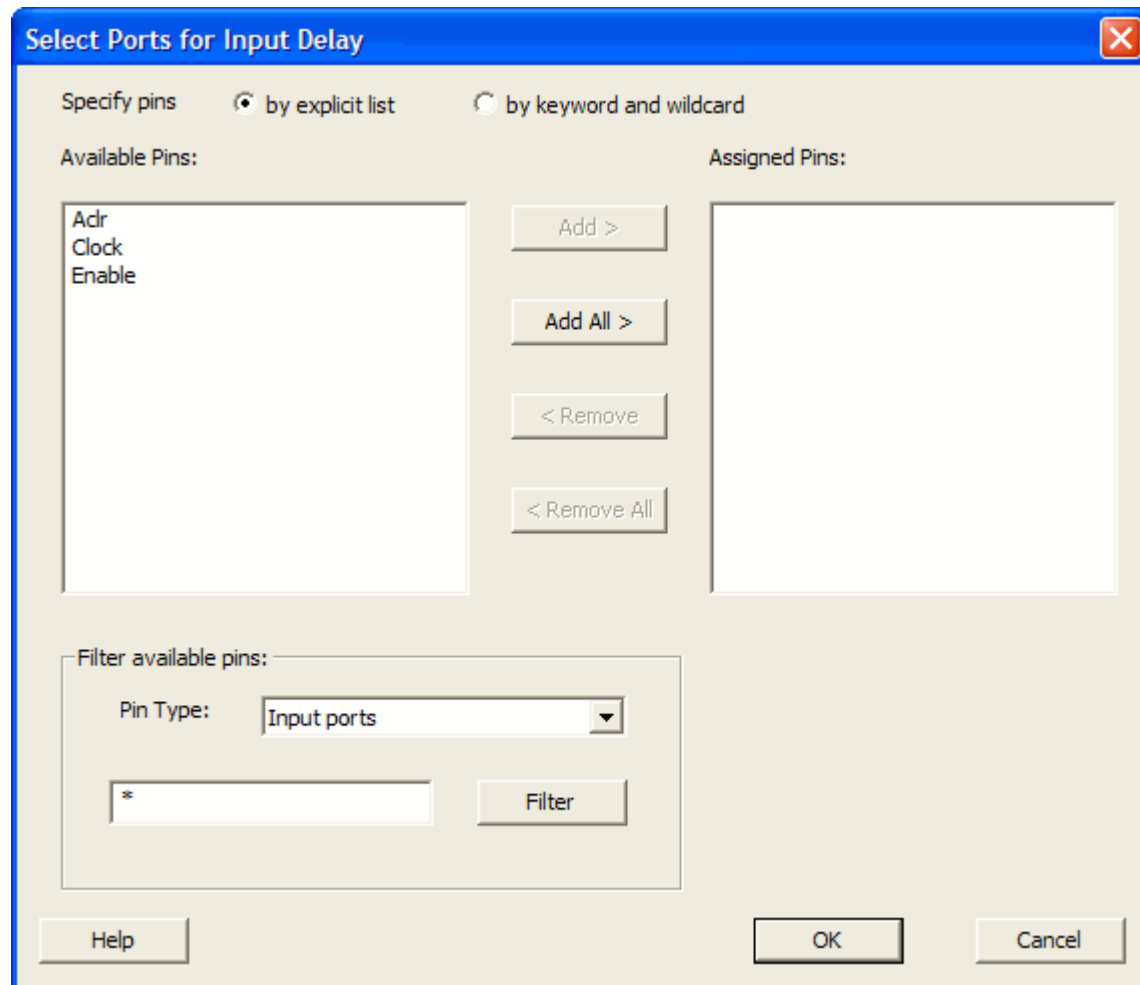 Select Ports for Input Delay
Specify pins by explicit list by keyword and wildcard
Available Pins: Assigned Pins:
Aclr
Clock
Enable
Add >
Add All >
< Remove
< Remove All
Filter available pins:
Pin Type: Input ports
* Filter
Help OK Cancel